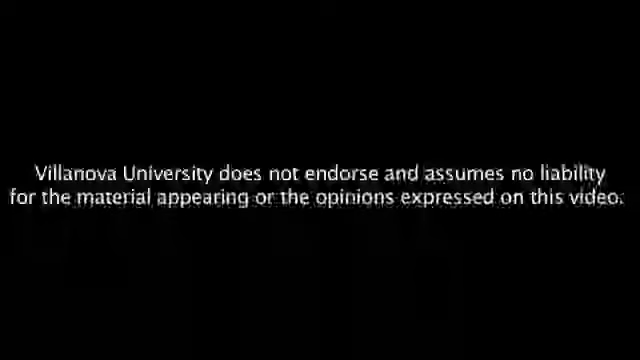 Villanova University does not endorse and assumes no liability
for the material appearing or the opinions expressed on this video.